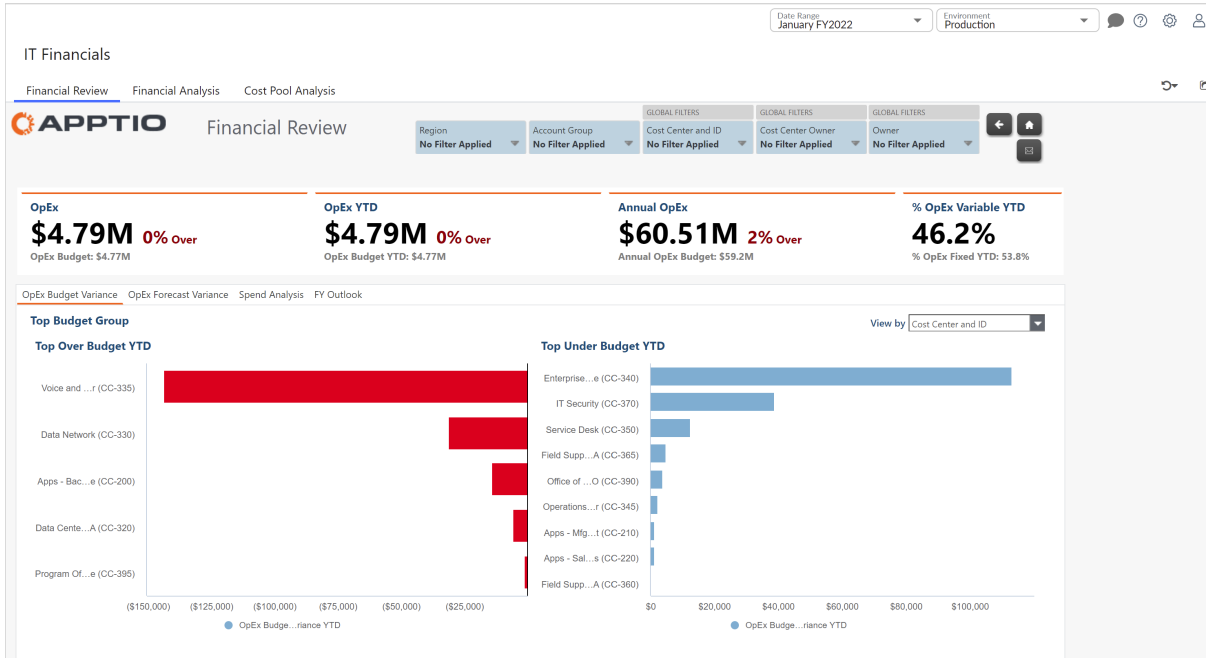 Date Range
January FY2022
Environment
Production
IT Financials
Financial Review Financial Analysis Cost Pool Analysis
APPTIO
Financial Review
GLOBAL FILTERS GLOBAL FILTERS GLOBAL FILTERS
Region Account Group Cost Center and ID Cost Center Owner Owner
No Filter Applied No Filter Applied No Filter Applied No Filter Applied No Filter Applied
OpEx
$4.79M 0% Over
OpEx Budget: $4.77M
OpEx YTD
$4.79M 0% Over
OpEx Budget YTD: $4.77M
Annual OpEx
$60.51M 2% Over
Annual OpEx Budget: $59.2M
% OpEx Variable YTD
46.2%
% OpEx Fixed YTD: 53.8%
OpEx Budget Variance OpEx Forecast Variance Spend Analysis FY Outlook
Top Budget Group
View by Cost Center and ID
Top Over Budget YTD
Voice and ...r (CC-335)
Data Network (CC-330)
Apps - Bac...e (CC-200)
Data Cente...A (CC-320)
Program Of...e (CC-395)
($150,000) ($125,000) ($100,000) ($75,000) ($50,000) ($25,000)
OpEx Budge...riance YTD
Top Under Budget YTD
Enterprise...e (CC-340)
IT Security (CC-370)
Service Desk (CC-350)
Field Supp...A (CC-365)
Office of ...O (CC-390)
Operations...r (CC-345)
Apps - Mfg...t (CC-210)
Apps - Sal...s (CC-220)
Field Supp...A (CC-360)
$0 $20,000 $40,000 $60,000 $80,000 $100,000
OpEx Budge...riance YTD